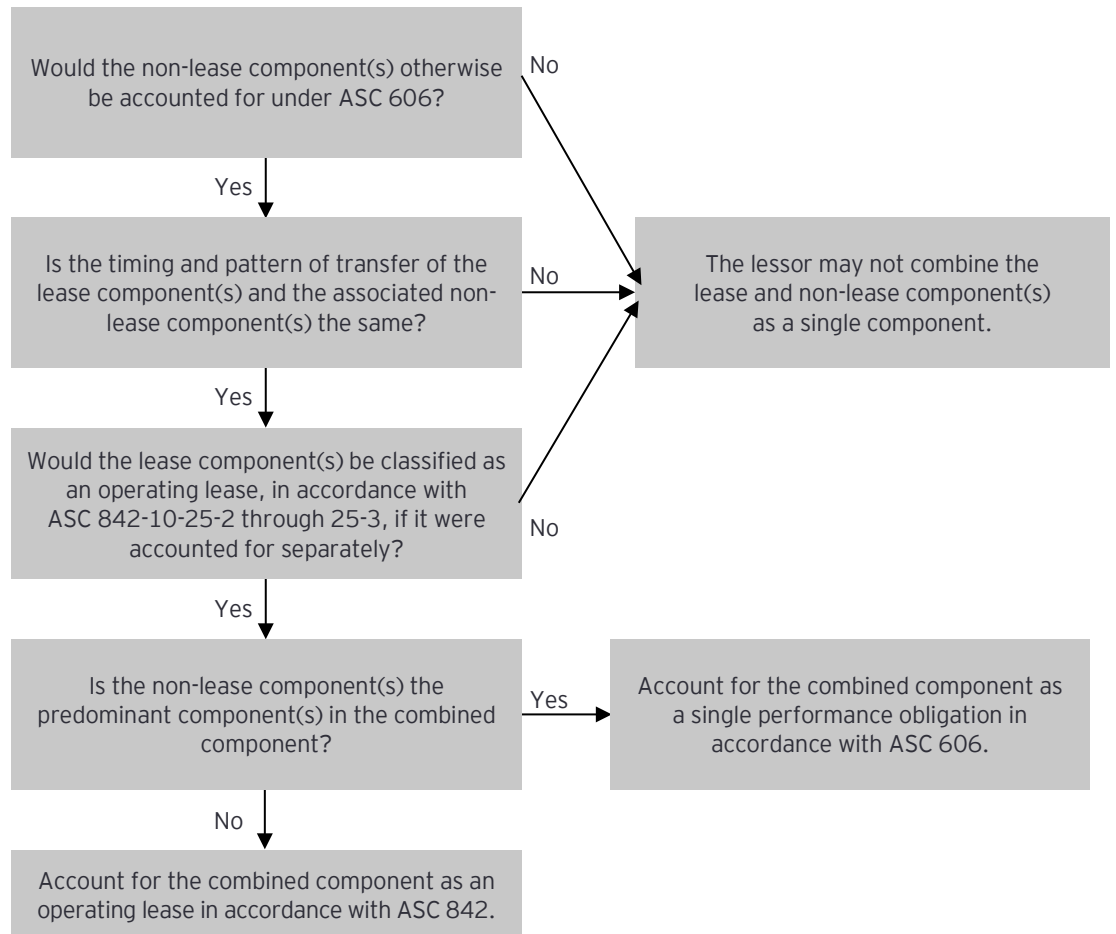 Would the non-lease component(s) otherwise
be accounted for under ASC 606?
No
Yes
Is the timing and pattern of transfer of the
lease component(s) and the associated non-
lease component(s) the same?
No
The lessor may not combine the
lease and non-lease component(s)
as a single component.
Yes
Would the lease component(s) be classified as
an operating lease, in accordance with
ASC 842-10-25-2 through 25-3, if it were
accounted for separately?
No
Yes
Is the non-lease component(s) the
predominant component(s) in the combined
component?
Yes
Account for the combined component as
a single performance obligation in
accordance with ASC 606.
No
Account for the combined component as an
operating lease in accordance with ASC 842.